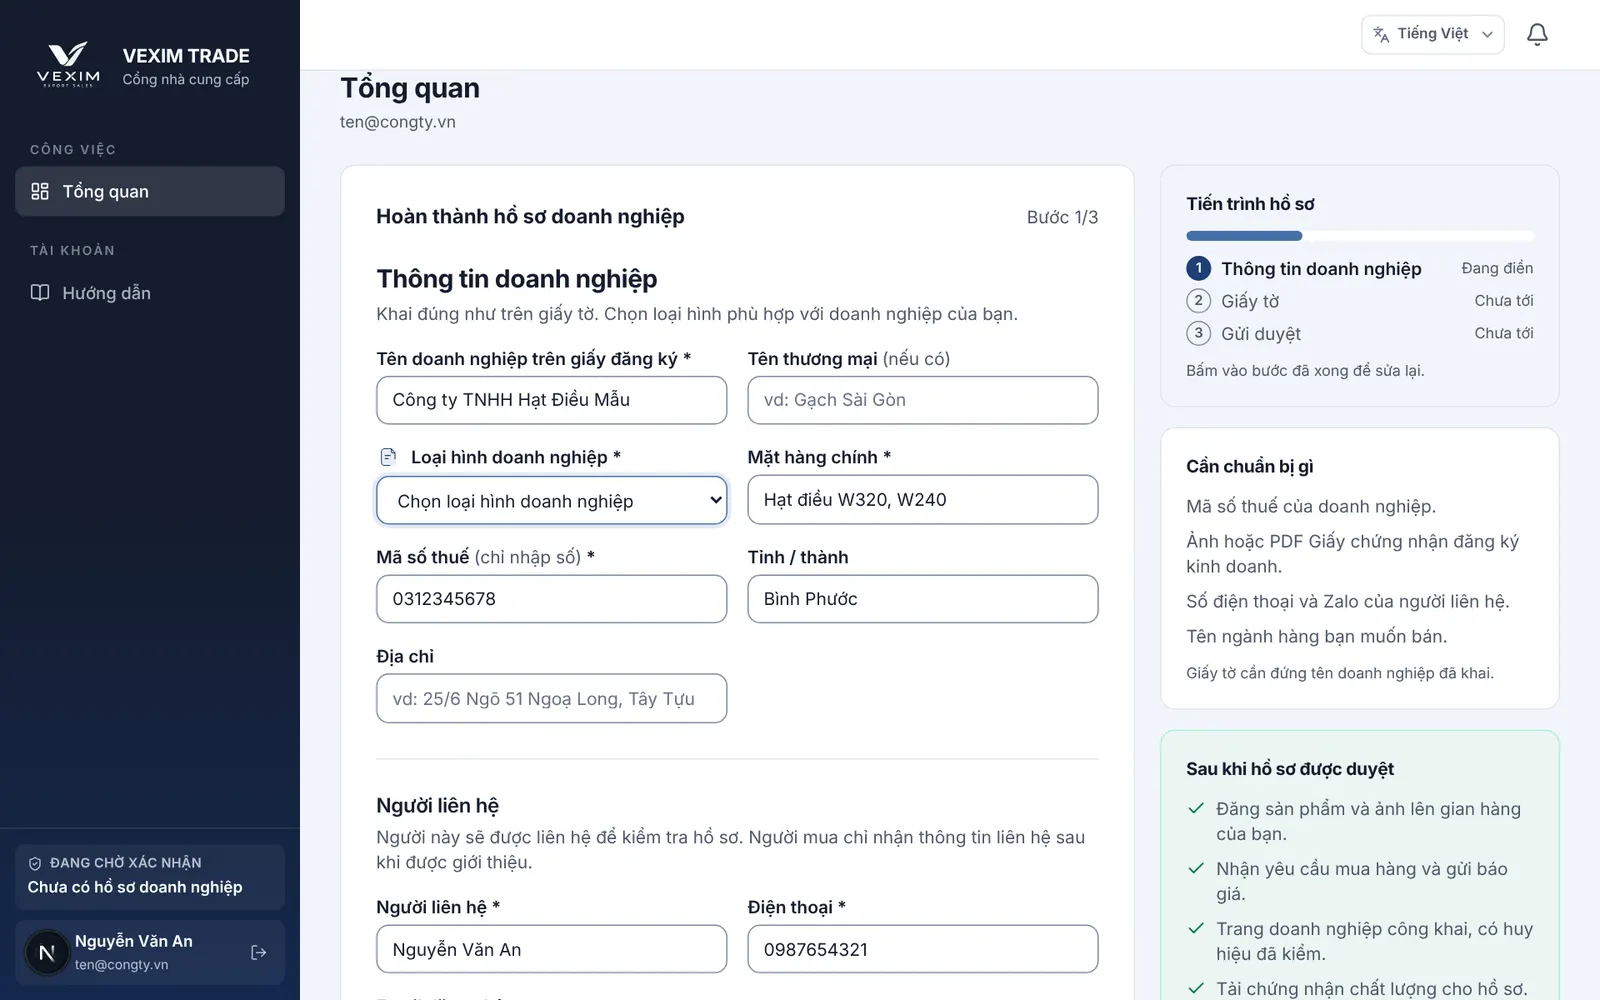 VEXIM
EXPORT SALES
VEXIM TRADE
Cổng nhà cung cấp
CÔNG VIỆC
Tổng quan
TÀI KHOẢN
Hướng dẫn
ĐANG CHỜ XÁC NHẬN
Chưa có hồ sơ doanh nghiệp
N
Nguyễn Văn An
ten@congty.vn
Tiếng Việt
Tổng quan
ten@congty.vn
Hoàn thành hồ sơ doanh nghiệp
Bước 1/3
Thông tin doanh nghiệp
Khai đúng như trên giấy tờ. Chọn loại hình phù hợp với doanh nghiệp của bạn.
Tên doanh nghiệp trên giấy đăng ký *
Công ty TNHH Hạt Điều Mẫu
Tên thương mại (nếu có)
vd: Gạch Sài Gòn
Loại hình doanh nghiệp *
Chọn loại hình doanh nghiệp
Mặt hàng chính *
Hạt điều W320, W240
Mã số thuế (chỉ nhập số) *
0312345678
Tỉnh / thành
Bình Phước
Địa chỉ
vd: 25/6 Ngõ 51 Ngoạ Long, Tây Tựu
Người liên hệ
Người này sẽ được liên hệ để kiểm tra hồ sơ. Người mua chỉ nhận thông tin liên hệ sau
khi được giới thiệu.
Người liên hệ *
Nguyễn Văn An
Điện thoại *
0987654321
Tiến trình hồ sơ
1 Thông tin doanh nghiệp Đang điền
2 Giấy tờ Chưa tới
3 Gửi duyệt Chưa tới
Bấm vào bước đã xong để sửa lại.
Cần chuẩn bị gì
Mã số thuế của doanh nghiệp.
Ảnh hoặc PDF Giấy chứng nhận đăng ký
kinh doanh.
Số điện thoại và Zalo của người liên hệ.
Tên ngành hàng bạn muốn bán.
Giấy tờ cần đứng tên doanh nghiệp đã khai.
Sau khi hồ sơ được duyệt
Đăng sản phẩm và ảnh lên gian hàng
của bạn.
Nhận yêu cầu mua hàng và gửi báo
giá.
Trang doanh nghiệp công khai, có huy
hiệu đã kiểm.
Tải chứng nhận chất lượng cho hồ sơ.